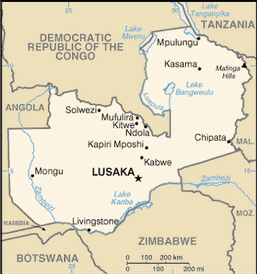 Lake
Tanganyika
TANZANIA
DEMOCRATIC
REPUBLIC OF THE
CONGO
Lake
Mweru
Mpulungu
Kasama
Mafinga
Hills
Lake
Bangweulu
Luapula
ANGOLA
Solwezi
Mufulira
Kitwe
Ndola
Chipata
MAL.
Kapiri Mposhi
Kabwe
Mongu
LUSAKA
Zambezi
Zambezi
Lake
Kariba
MOZ.
NAMIBIA
Livingstone
ZIMBABWE
BOTSWANA
0 100 200 km
0 100 200 mi